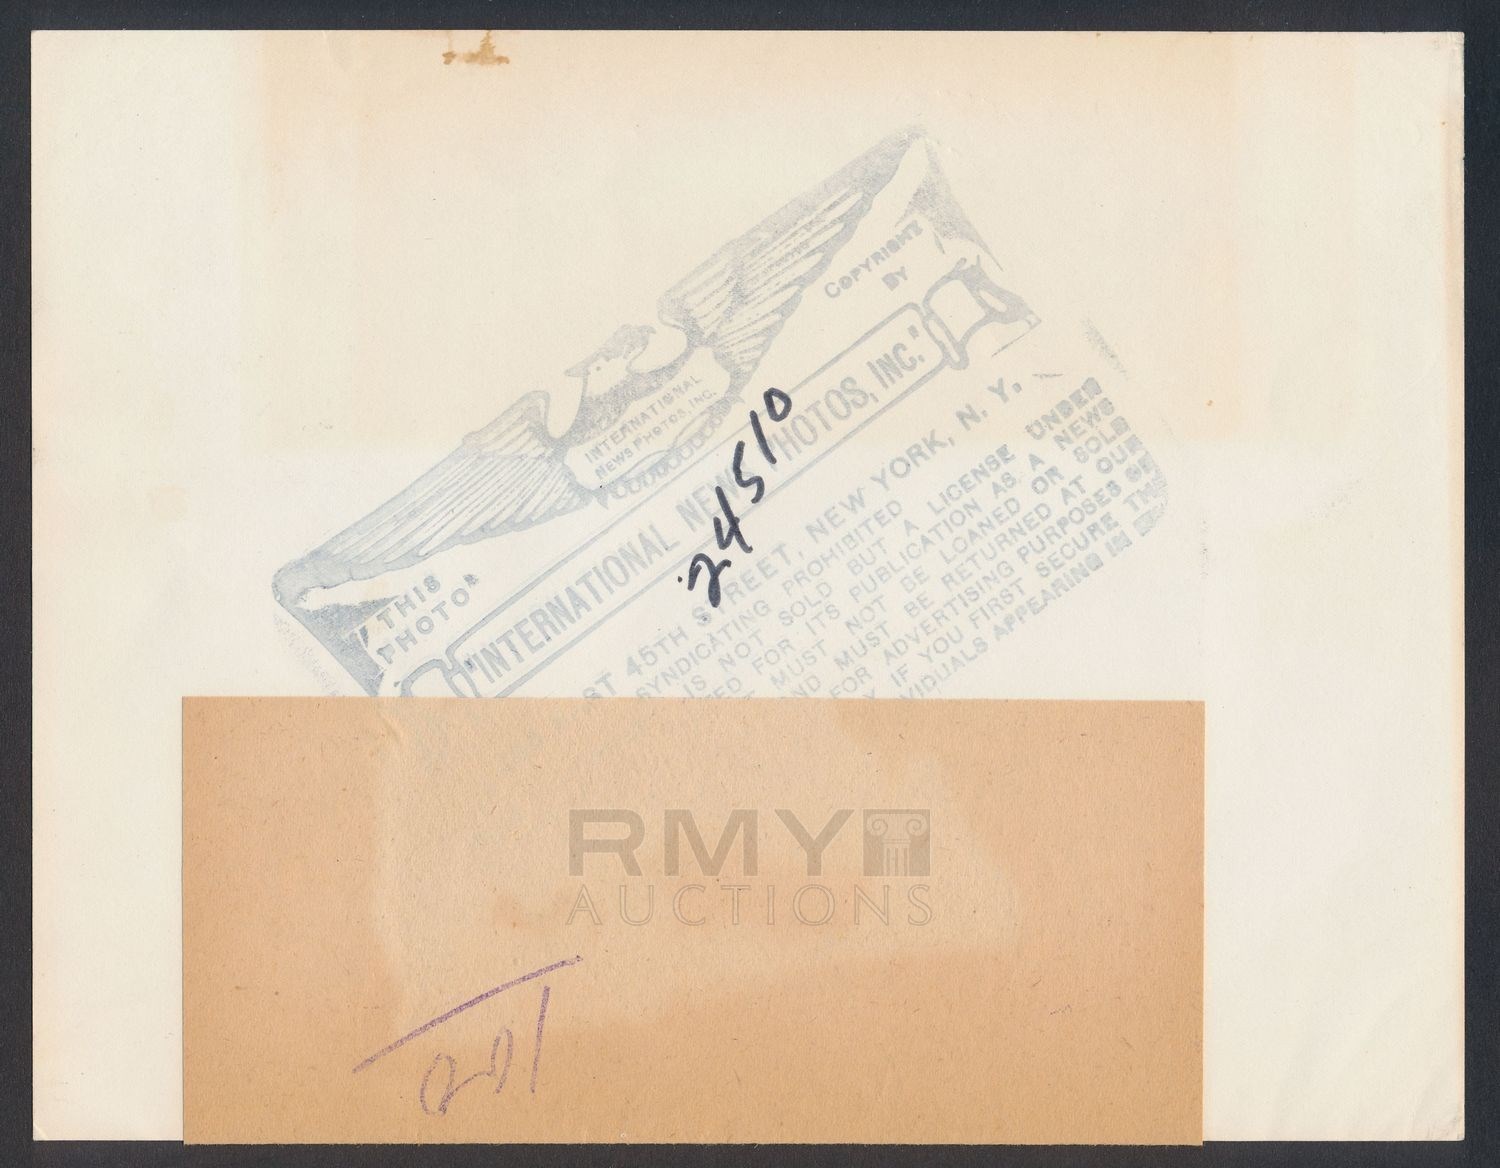 COPYRIGHT
BY
INTERNATIONAL
NEWS PHOTOS, INC.
"THIS
PHOTO"
"INTERNATIONAL NEWS PHOTOS, INC."
45TH STREET, NEW YORK, N. Y.
SYNDICATING PROHIBITED
IS NOT SOLD BUT A LICENSE UNDER
FOR ITS PUBLICATION AS A NEWS
MUST NOT BE LOANED OR SOLD
MUST BE RETURNED AT OUR
FOR ADVERTISING PURPOSES
IF YOU FIRST SECURE THE
APPEARING IN
24510
RMY
AUCTIONS
201